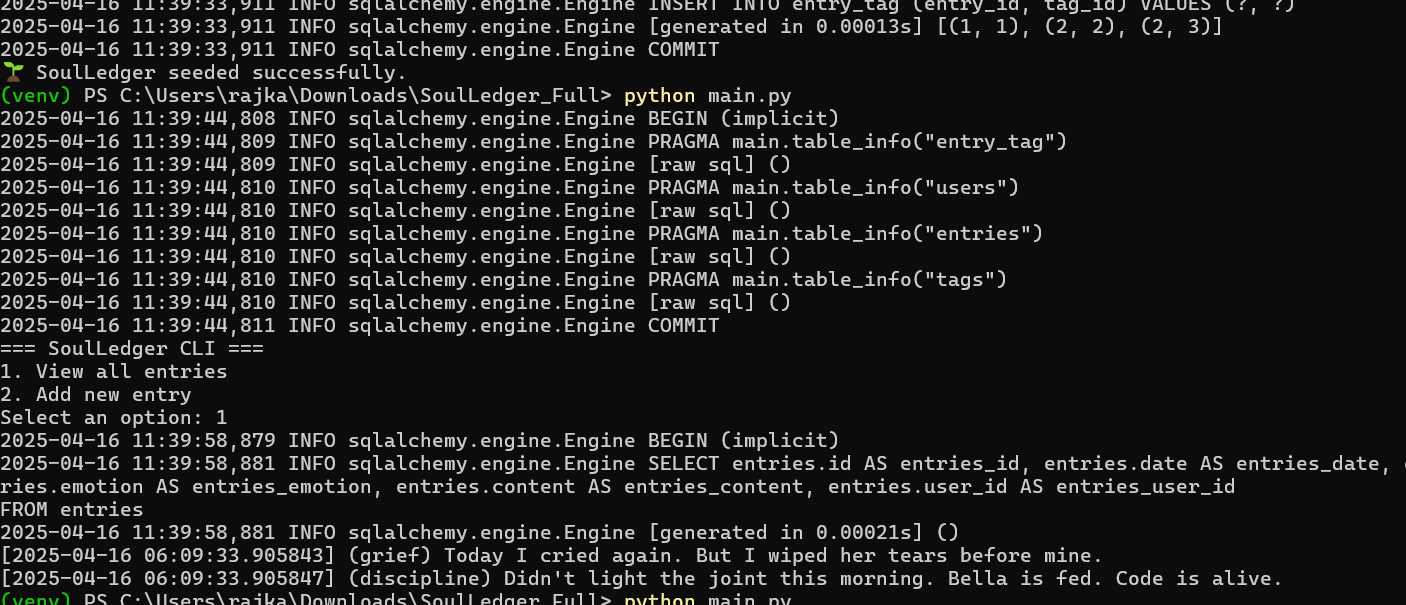 2025-04-16 11:39:33,911 INFO sqlalchemy.engine.Engine INSERT INTO entry_tag (entry_id, tag_id) VALUES (?, ?)
2025-04-16 11:39:33,911 INFO sqlalchemy.engine.Engine [generated in 0.00013s] [(1, 1), (2, 2), (2, 3)]
2025-04-16 11:39:33,911 INFO sqlalchemy.engine.Engine COMMIT
🌱 SoulLedger seeded successfully.
(venv) PS C:\Users\rajka\Downloads\SoulLedger_Full> python main.py
2025-04-16 11:39:44,808 INFO sqlalchemy.engine.Engine BEGIN (implicit)
2025-04-16 11:39:44,809 INFO sqlalchemy.engine.Engine PRAGMA main.table_info("entry_tag")
2025-04-16 11:39:44,809 INFO sqlalchemy.engine.Engine [raw sql] ()
2025-04-16 11:39:44,810 INFO sqlalchemy.engine.Engine PRAGMA main.table_info("users")
2025-04-16 11:39:44,810 INFO sqlalchemy.engine.Engine [raw sql] ()
2025-04-16 11:39:44,810 INFO sqlalchemy.engine.Engine PRAGMA main.table_info("entries")
2025-04-16 11:39:44,810 INFO sqlalchemy.engine.Engine [raw sql] ()
2025-04-16 11:39:44,810 INFO sqlalchemy.engine.Engine PRAGMA main.table_info("tags")
2025-04-16 11:39:44,810 INFO sqlalchemy.engine.Engine [raw sql] ()
2025-04-16 11:39:44,811 INFO sqlalchemy.engine.Engine COMMIT
=== SoulLedger CLI ===
1. View all entries
2. Add new entry
Select an option: 1
2025-04-16 11:39:58,879 INFO sqlalchemy.engine.Engine BEGIN (implicit)
2025-04-16 11:39:58,881 INFO sqlalchemy.engine.Engine SELECT entries.id AS entries_id, entries.date AS entries_date,
ries.emotion AS entries_emotion, entries.content AS entries_content, entries.user_id AS entries_user_id
FROM entries
2025-04-16 11:39:58,881 INFO sqlalchemy.engine.Engine [generated in 0.00021s] ()
[2025-04-16 06:09:33.905843] (grief) Today I cried again. But I wiped her tears before mine.
[2025-04-16 06:09:33.905847] (discipline) Didn't light the joint this morning. Bella is fed. Code is alive.
(venv) PS C:\Users\rajka\Downloads\SoulLedger_Full> python main.py